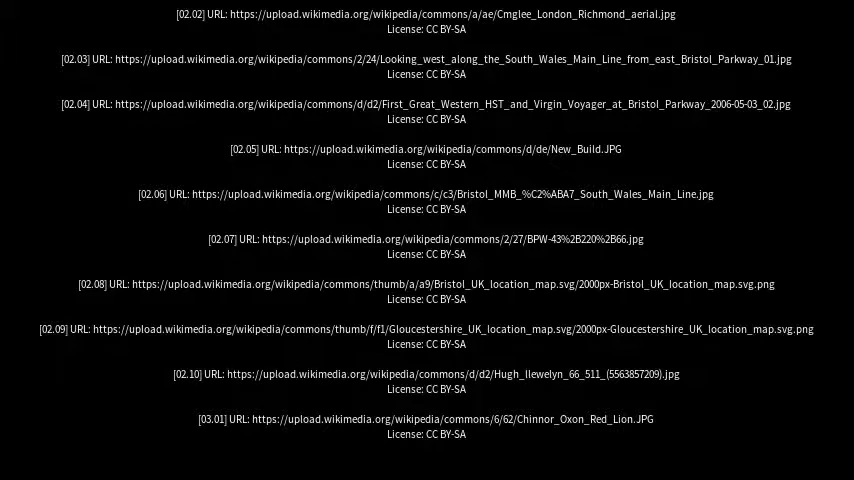 [02.02] URL: https://upload.wikimedia.org/wikipedia/commons/a/ae/Cmglee_London_Richmond_aerial.jpg
License: CC BY-SA
[02.03] URL: https://upload.wikimedia.org/wikipedia/commons/2/24/Looking_west_along_the_South_Wales_Main_Line_from_east_Bristol_Parkway_01.jpg
License: CC BY-SA
[02.04] URL: https://upload.wikimedia.org/wikipedia/commons/d/d2/First_Great_Western_HST_and_Virgin_Voyager_at_Bristol_Parkway_2006-05-03_02.jpg
License: CC BY-SA
[02.05] URL: https://upload.wikimedia.org/wikipedia/commons/d/de/New_Build.JPG
License: CC BY-SA
[02.06] URL: https://upload.wikimedia.org/wikipedia/commons/c/c3/Bristol_MMB_%C2%ABA7_South_Wales_Main_Line.jpg
License: CC BY-SA
[02.07] URL: https://upload.wikimedia.org/wikipedia/commons/2/27/BPW-43%2B220%2B66.jpg
License: CC BY-SA
[02.08] URL: https://upload.wikimedia.org/wikipedia/commons/thumb/a/a9/Bristol_UK_location_map.svg/2000px-Bristol_UK_location_map.svg.png
License: CC BY-SA
[02.09] URL: https://upload.wikimedia.org/wikipedia/commons/thumb/f/f1/Gloucestershire_UK_location_map.svg/2000px-Gloucestershire_UK_location_map.svg.png
License: CC BY-SA
[02.10] URL: https://upload.wikimedia.org/wikipedia/commons/d/d2/Hugh_llewelyn_66_511_(5563857209).jpg
License: CC BY-SA
[03.01] URL: https://upload.wikimedia.org/wikipedia/commons/6/62/Chinnor_Oxon_Red_Lion.JPG
License: CC BY-SA